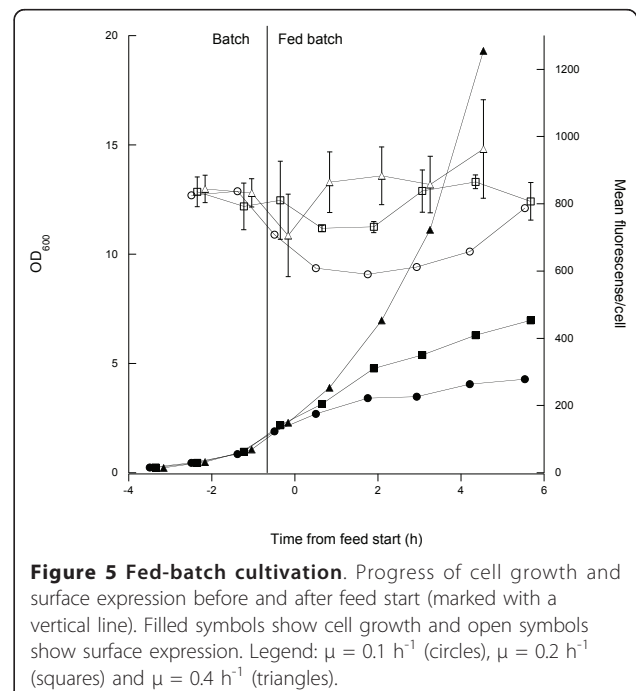 Batch Fed batch
20
15
10
5
0
OD600
1200
1000
800
600
400
200
0
Mean fluorescense/cell
-4 -2 0 2 4 6
Time from feed start (h)
Figure 5 Fed-batch cultivation. Progress of cell growth and
surface expression before and after feed start (marked with a
vertical line). Filled symbols show cell growth and open symbols
show surface expression. Legend: μ = 0.1 h-1 (circles), μ = 0.2 h-1
(squares) and μ = 0.4 h-1 (triangles).